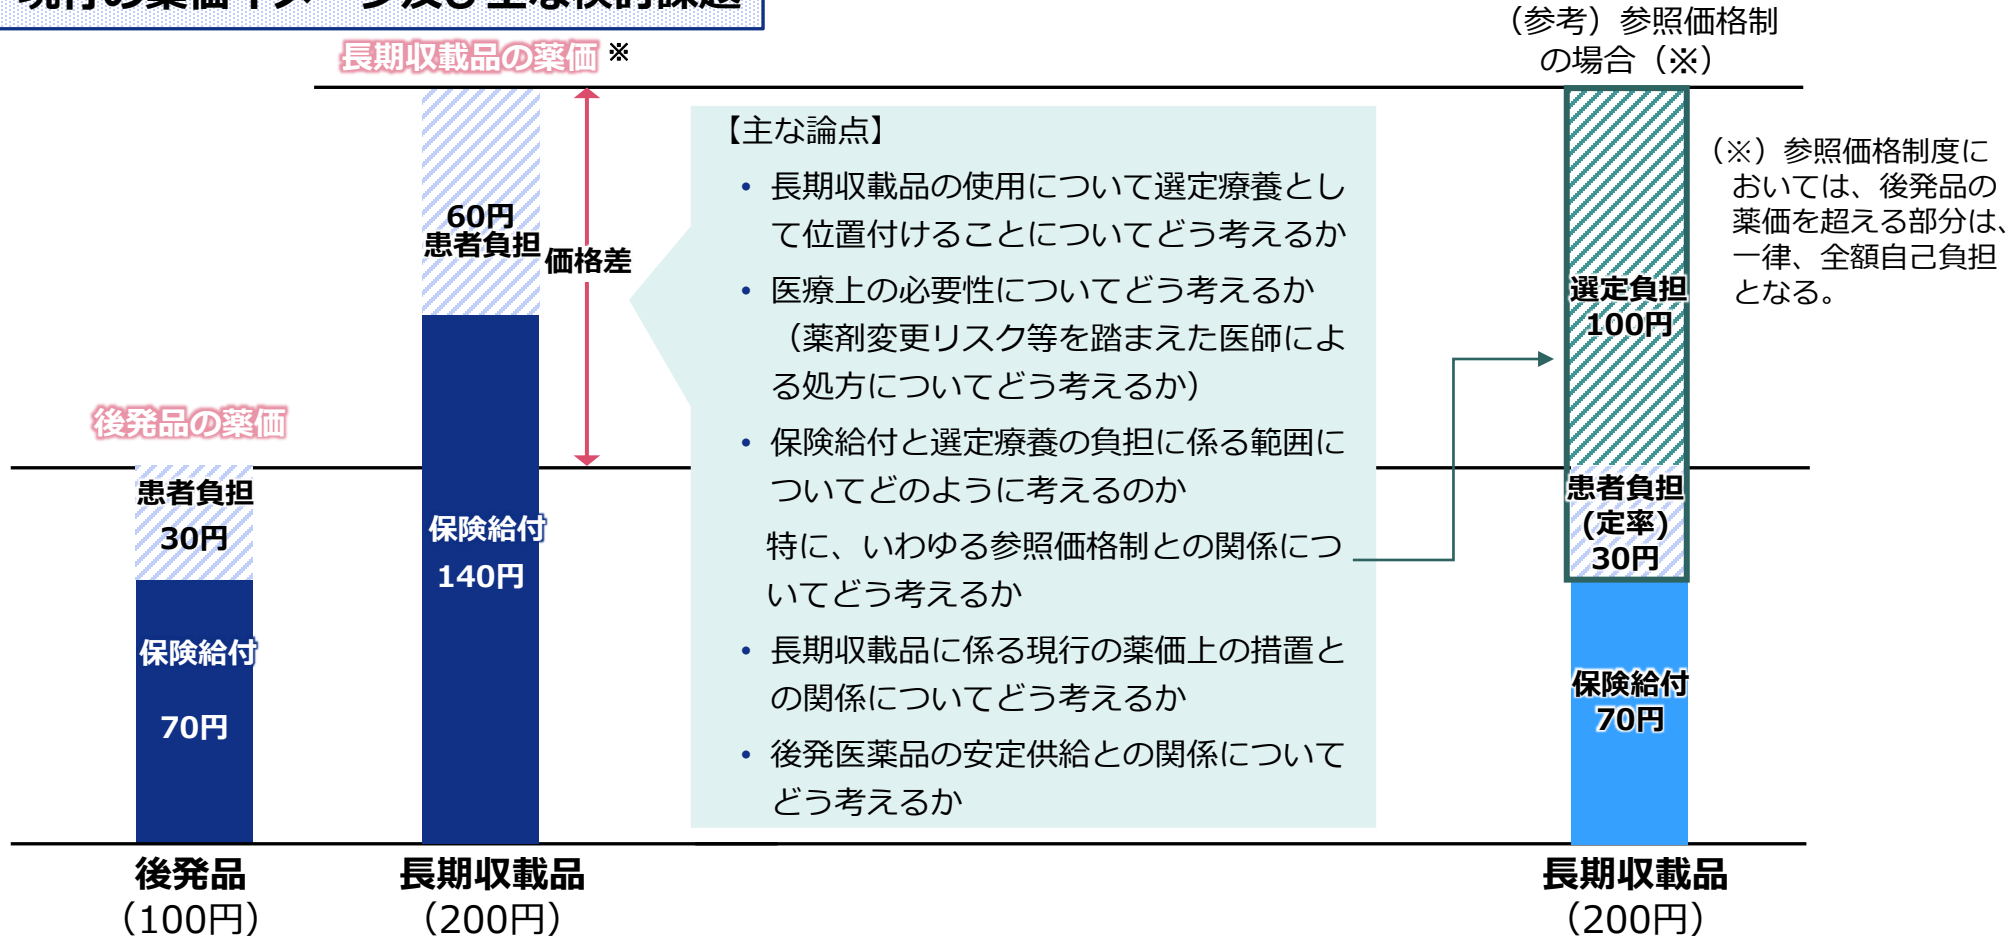 現行の薬価イメージ及び主な検討課題
長期収載品の薬価 ※
60円
患者負担
価格差
保険給付
140円
後発品の薬価
患者負担
30円
保険給付
70円
後発品
（100円）
長期収載品
（200円）
【主な論点】
• 長期収載品の使用について選定療養とし
て位置付けることについてどう考えるか
• 医療上の必要性についてどう考えるか
（薬剤変更リスク等を踏まえた医師によ
る処方についてどう考えるか）
• 保険給付と選定療養の負担に係る範囲に
ついてどのように考えるのか
特に、いわゆる参照価格制との関係につ
いてどう考えるか
• 長期収載品に係る現行の薬価上の措置と
の関係についてどう考えるか
• 後発医薬品の安定供給との関係について
どう考えるか
（参考）参照価格制
の場合（※）
選定負担
100円
患者負担
(定率)
30円
保険給付
70円
長期収載品
（200円）
（※）参照価格制度に
おいては、後発品の
薬価を超える部分は、
一律、全額自己負担
となる。